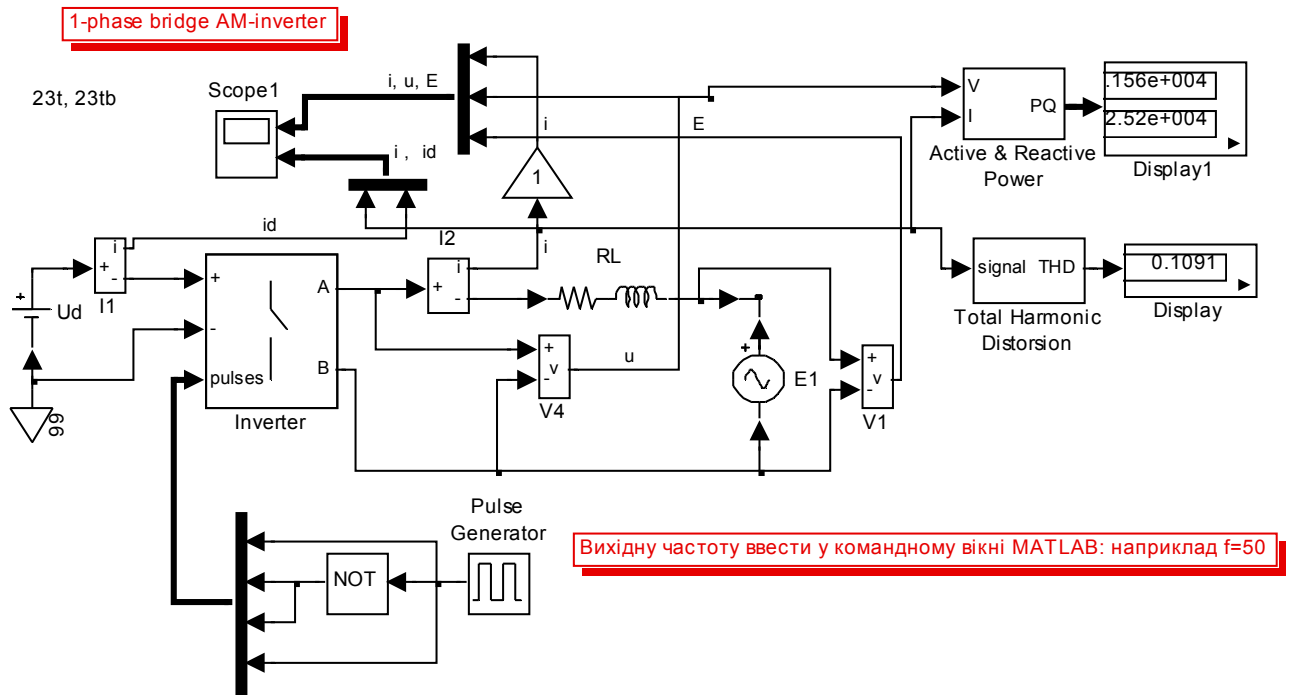 1-phase bridge AM-inverter
23t, 23tb
Scope1
i, u, E
i , id
i
E
1
V
I
PQ
Active & Reactive
Power
.156e+004
2.52e+004
Display1
id
I2
i
RL
signal THD
Total Harmonic
Distorsion
0.1091
Display
i
+
-
I1
+
Ud
+
-
pulses
A
B
Inverter
i
+
-
+
-
v
V4
u
+
E1
+
-
v
V1
99
Pulse
Generator
NOT
Вихідну частоту ввести у командному вікні MATLAB: наприклад f=50